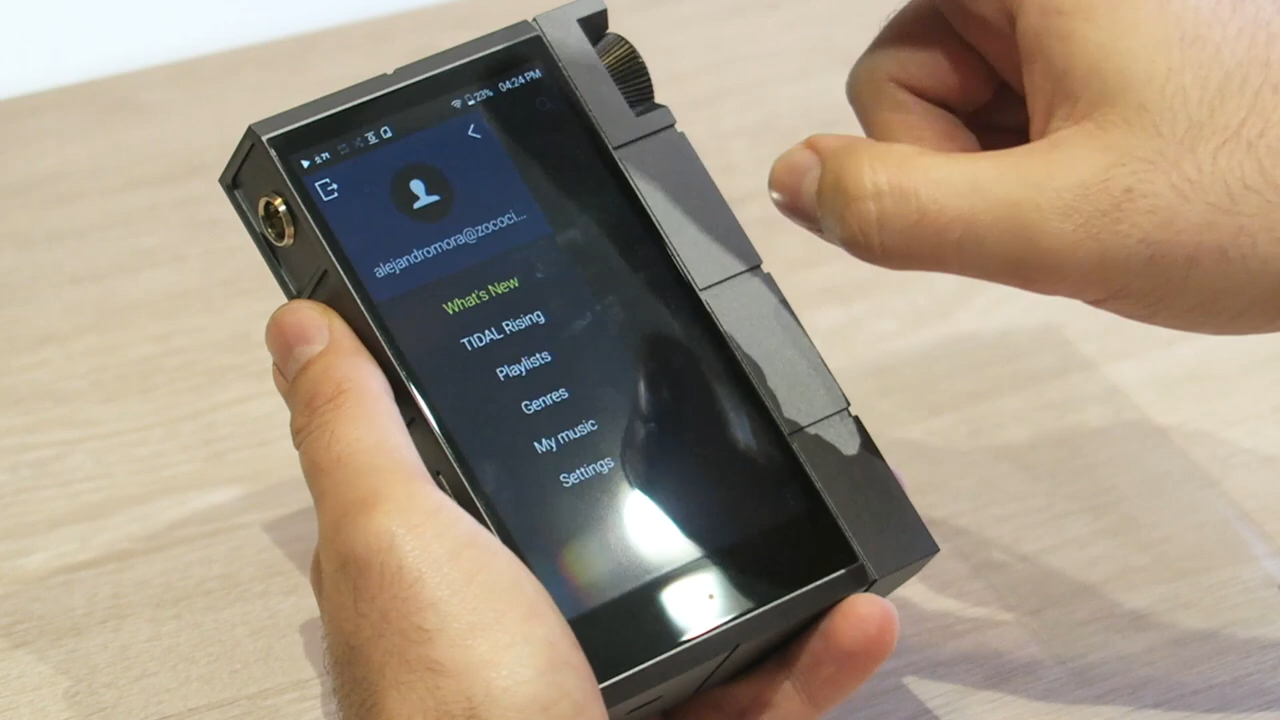 23% 04:24 PM
alejandromora@zococi...
What's New
TIDAL Rising
Playlists
Genres
My music
Settings